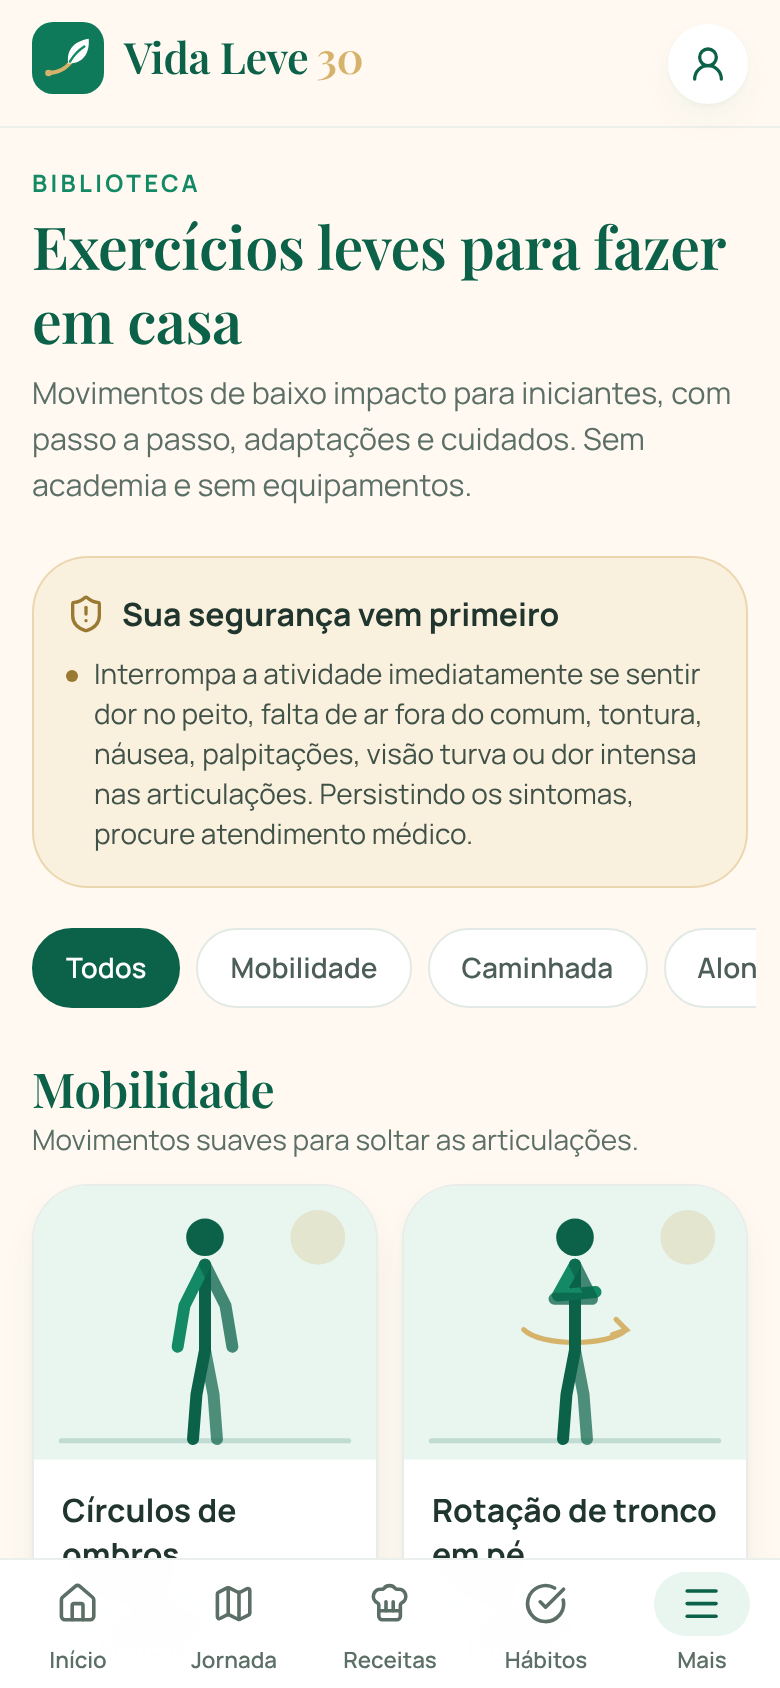 Vida Leve 30
BIBLIOTECA
Exercícios leves para fazer
em casa
Movimentos de baixo impacto para iniciantes, com
passo a passo, adaptações e cuidados. Sem
academia e sem equipamentos.
Sua segurança vem primeiro
Interrompa a atividade imediatamente se sentir
dor no peito, falta de ar fora do comum, tontura,
náusea, palpitações, visão turva ou dor intensa
nas articulações. Persistindo os sintomas,
procure atendimento médico.
Todos
Mobilidade
Caminhada
Alon
Mobilidade
Movimentos suaves para soltar as articulações.
Círculos de
ombros
Rotação de tronco
em pé
Início
Jornada
Receitas
Hábitos
Mais